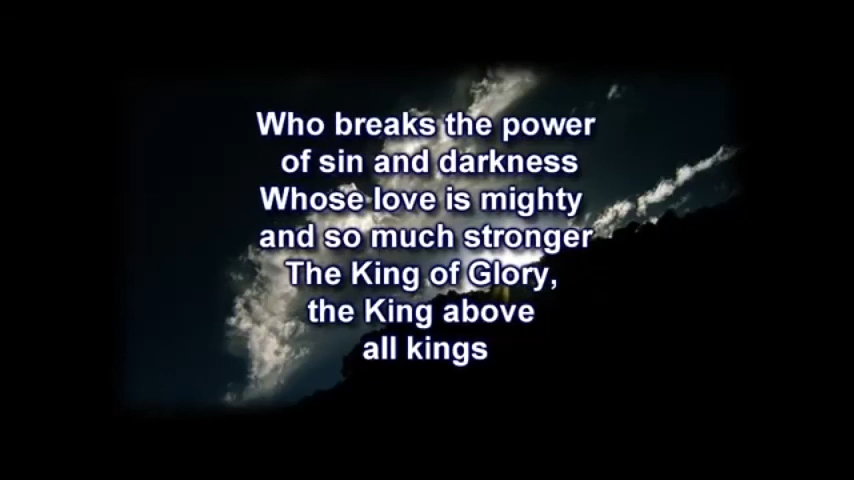 Who breaks the power
of sin and darkness
Whose love is mighty
and so much stronger
The King of Glory,
the King above
all kings